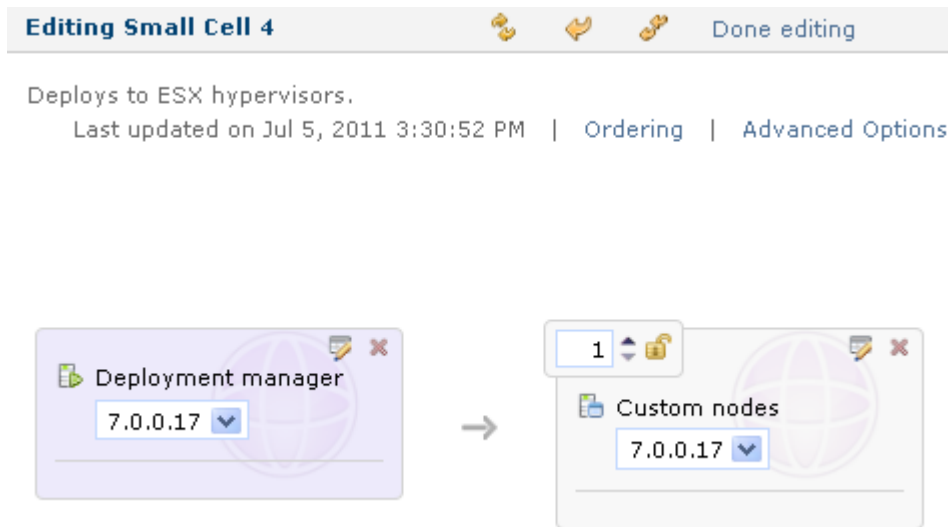 Editing Small Cell 4 Done editing
Deploys to ESX hypervisors.
Last updated on Jul 5, 2011 3:30:52 PM | Ordering | Advanced Options
Deployment manager
7.0.0.17
1
Custom nodes
7.0.0.17